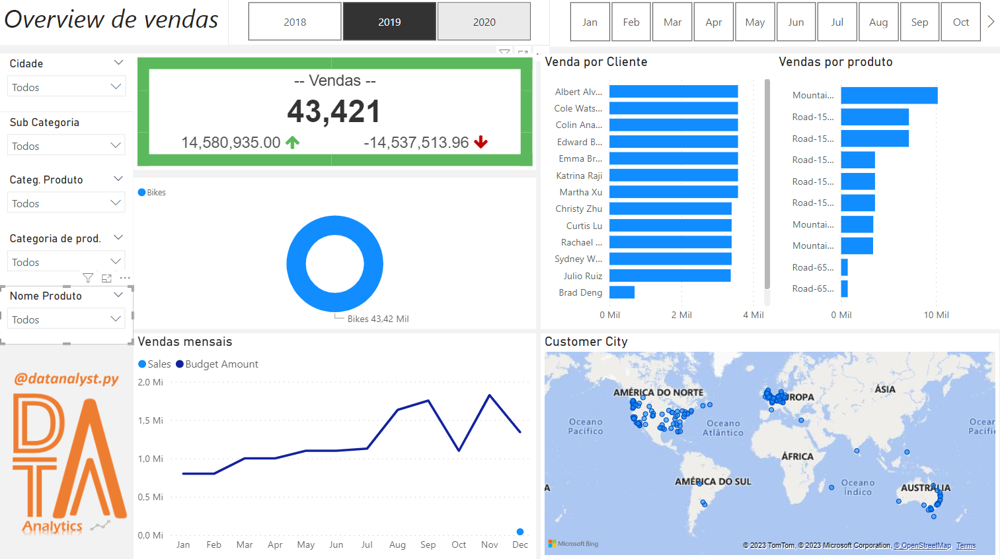 Overview de vendas
2018
2019
2020
Jan
Feb
Mar
Apr
May
Jun
Jul
Aug
Sep
Oct
Cidade
Todos
Sub Categoria
Todos
Categ. Produto
Todos
Categoria de prod.
Todos
Nome Produto
Todos
@datanalyst.py
DATA
Analytics
-- Vendas --
43,421
14,580,935.00
-14,537,513.96
Bikes
Bikes 43,42 Mil
Venda por Cliente
Albert Alv...
Cole Wats...
Colin Ana...
Edward B...
Emma Br...
Katrina Raji
Martha Xu
Christy Zhu
Curtis Lu
Rachael ...
Sydney W...
Julio Ruiz
Brad Deng
0 Mil
2 Mil
4 Mil
Vendas por produto
Mountai...
Road-15...
Road-15...
Road-15...
Road-15...
Road-15...
Mountai...
Mountai...
Road-65...
Road-65...
0 Mil
10 Mil
Vendas mensais
Sales
Budget Amount
2,0 Mi
1,5 Mi
1,0 Mi
0,5 Mi
0,0 Mi
Jan
Feb
Mar
Apr
May
Jun
Jul
Aug
Sep
Oct
Nov
Dec
Customer City
AMÉRICA DO NORTE
UROPA
ÁSIA
Oceano
Pacífico
Oceano
Atlântico
Ocear
Pacífi
ÁFRICA
AMÉRICA DO SUL
Oceano
Índico
AUSTRÁLIA
A
Microsoft Bing
© 2023 TomTom, © 2023 Microsoft Corporation, © OpenStreetMap Terms